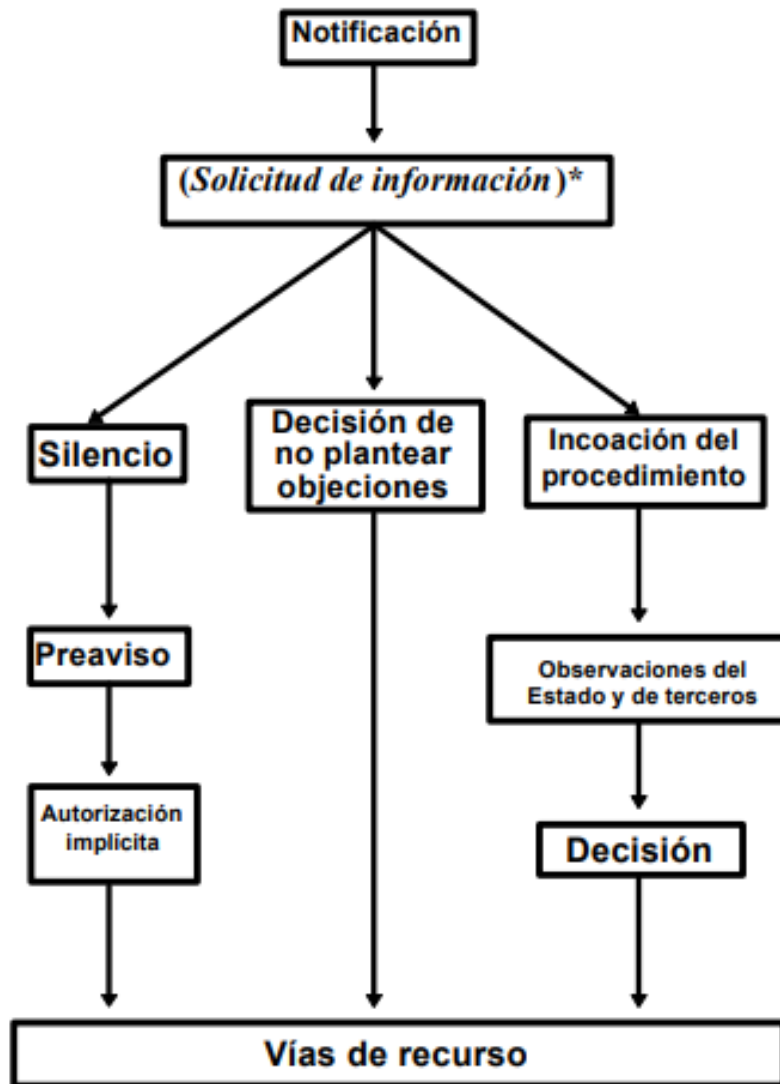 Notificación
(Solicitud de información)*
Silencio
Decisión de
no plantear
objeciones
Incoación del
procedimiento
Preaviso
Observaciones del
Estado y de terceros
Autorización
implícita
Decisión
Vías de recurso